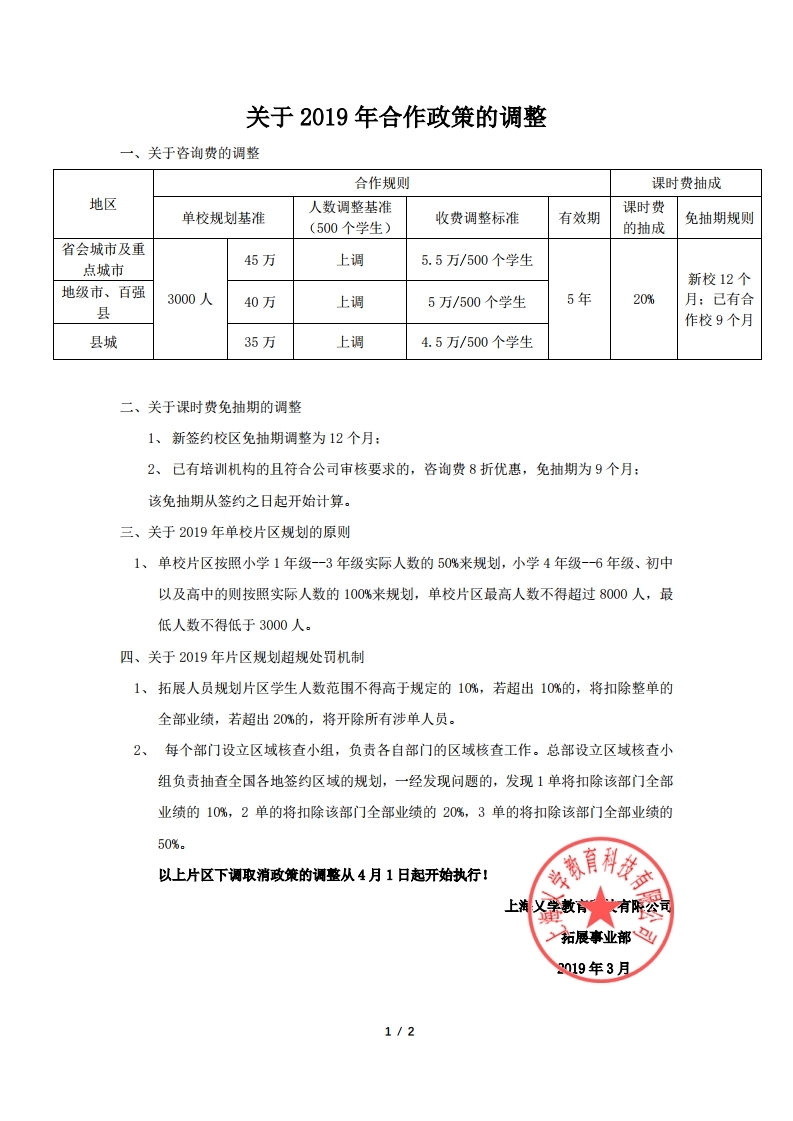 关于 2019 年合作政策的调整
一、关于咨询费的调整
地区
合作规则
课时费抽成
单校规划基准
人数调整基准
（500 个学生）
收费调整标准
有效期
课时费
的抽成
免抽期规则
省会城市及重
点城市
3000 人
45 万
上调
5.5 万/500 个学生
5 年
20%
新校 12 个
月；已有合
作校 9 个月
地级市、百强
县
40 万
上调
5 万/500 个学生
县城
35 万
上调
4.5 万/500 个学生
二、关于课时费免抽期的调整
1、 新签约校区免抽期调整为 12 个月；
2、 已有培训机构的且符合公司审核要求的，咨询费 8 折优惠，免抽期为 9 个月；
该免抽期从签约之日起开始计算。
三、关于 2019 年单校片区规划的原则
1、 单校片区按照小学 1 年级--3 年级实际人数的 50%来规划，小学 4 年级--6 年级、初中
以及高中的则按照实际人数的 100%来规划，单校片区最高人数不得超过 8000 人，最
低人数不得低于 3000 人。
四、关于 2019 年片区规划超规处罚机制
1、 拓展人员规划片区学生人数范围不得高于规定的 10%，若超出 10%的，将扣除整单的
全部业绩，若超出 20%的，将开除所有涉单人员。
2、 每个部门设立区域核查小组，负责各自部门的区域核查工作。总部设立区域核查小
组负责抽查全国各地签约区域的规划，一经发现问题的，发现 1 单将扣除该部门全部
业绩的 10%，2 单的将扣除该部门全部业绩的 20%，3 单的将扣除该部门全部业绩的
50%。
以上片区下调取消政策的调整从 4 月 1 日起开始执行！
上海乂学教育科技有限公司
拓展事业部
2019 年 3 月
上海乂学教育科技有限公司
1 / 2